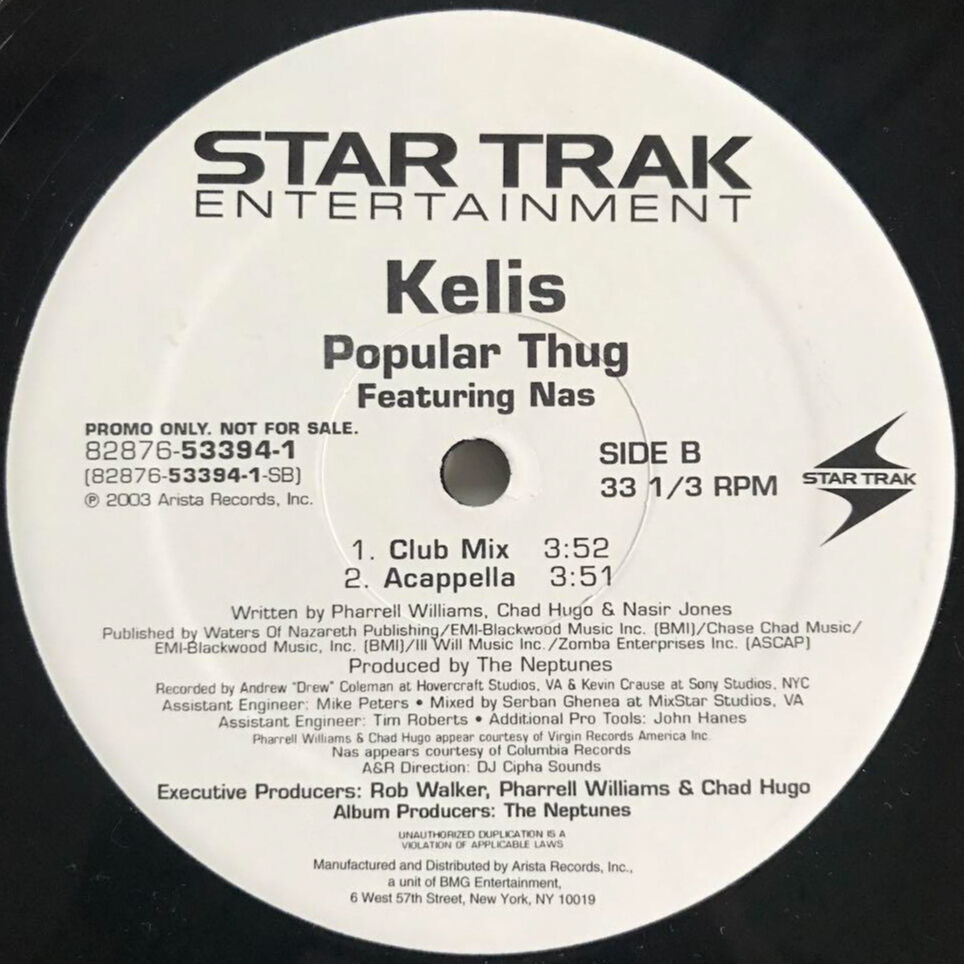 STAR TRAK
ENTERTAINMENT
Kelis
Popular Thug
Featuring Nas
PROMO ONLY. NOT FOR SALE.
82876-53394-1
(82876-53394-1-SB)
℗ 2003 Arista Records, Inc.
SIDE B
33 1/3 RPM
STAR TRAK
1. Club Mix 3:52
2. Acappella 3:51
Written by Pharrell Williams, Chad Hugo & Nasir Jones
Published by Waters Of Nazareth Publishing/EMI-Blackwood Music Inc. (BMI)/Chase Chad Music/
EMI-Blackwood Music, Inc. (BMI)/Ill Will Music Inc./Zomba Enterprises Inc. (ASCAP)
Produced by The Neptunes
Recorded by Andrew "Drew" Coleman at Hovercraft Studios, VA & Kevin Crause at Sony Studios, NYC
Assistant Engineer: Mike Peters • Mixed by Serban Ghenea at MixStar Studios, VA
Assistant Engineer: Tim Roberts • Additional Pro Tools: John Hanes
Pharrell Williams & Chad Hugo appear courtesy of Virgin Records America Inc.
Nas appears courtesy of Columbia Records
A&R Direction: DJ Cipha Sounds
Executive Producers: Rob Walker, Pharrell Williams & Chad Hugo
Album Producers: The Neptunes
UNAUTHORIZED DUPLICATION IS A
VIOLATION OF APPLICABLE LAWS
Manufactured and Distributed by Arista Records, Inc.,
a unit of BMG Entertainment,
6 West 57th Street, New York, NY 10019